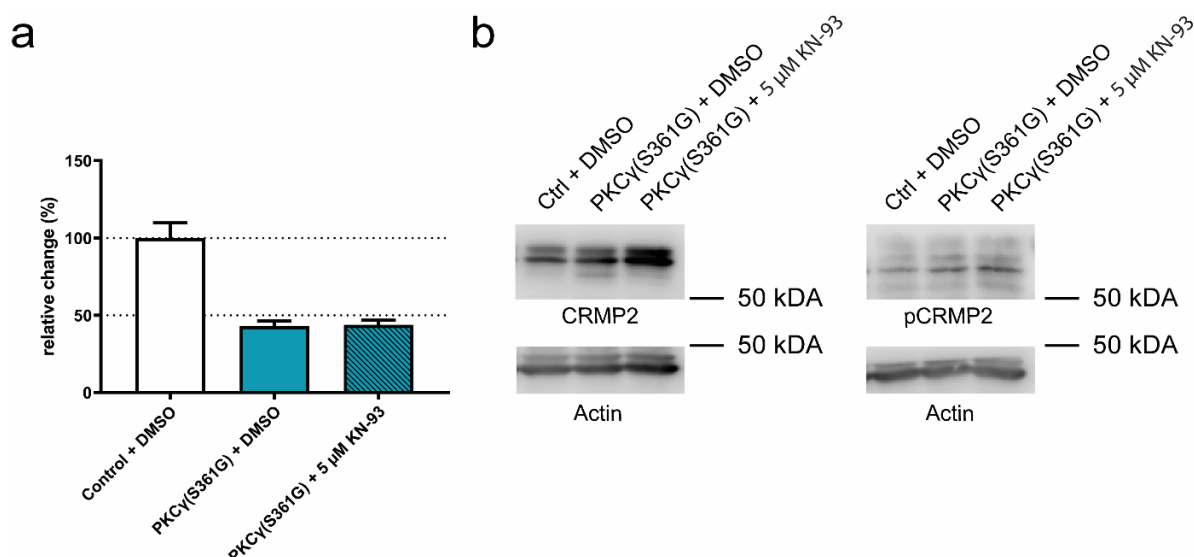 a
relative change (%)
150
100
50
0
Control + DMSO
PKCγ(S361G) + DMSO
PKCγ(S361G) + 5 µM KN-93
b
Ctrl + DMSO
PKCγ(S361G) + DMSO
PKCγ(S361G) + 5 µM KN-93
50 kDA
CRMP2
50 kDA
Actin
Ctrl + DMSO
PKCγ(S361G) + DMSO
PKCγ(S361G) + 5 µM KN-93
50 kDA
pCRMP2
50 kDA
Actin